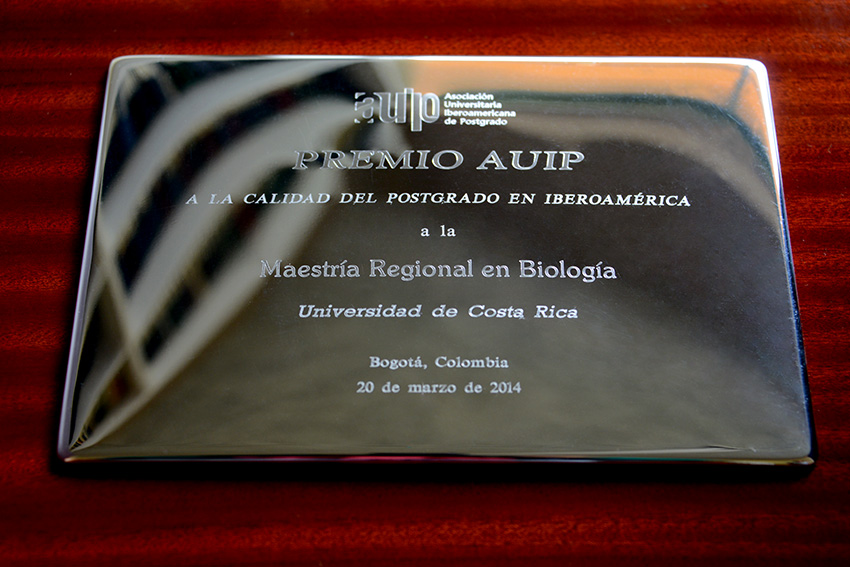 auip
Asociación
Universitaria
Iberoamericana
de Postgrado
PREMIO AUIP
A LA CALIDAD DEL POSTGRADO EN IBEROAMÉRICA
a la
Maestría Regional en Biología
Universidad de Costa Rica
Bogotá, Colombia
20 de marzo de 2014